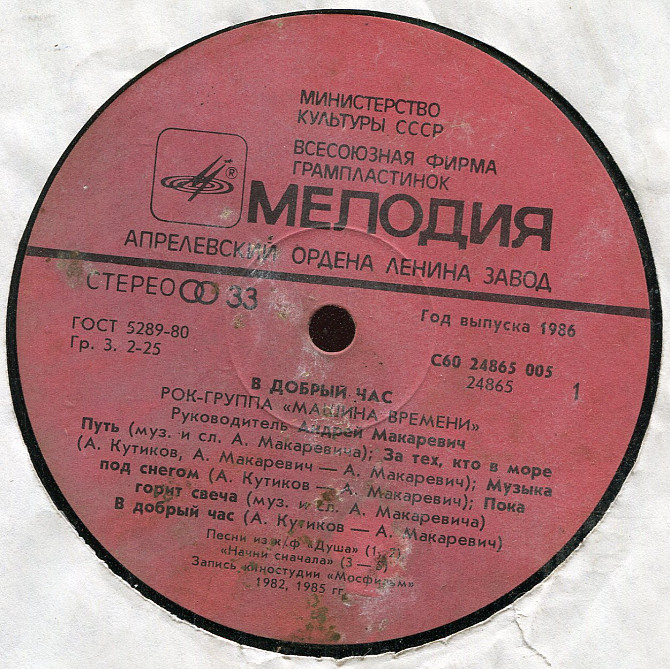 МИНИСТЕРСТВО
КУЛЬТУРЫ СССР
ВСЕСОЮЗНАЯ ФИРМА
ГРАМПЛАСТИНОК
®
МЕЛОДИЯ
АПРЕЛЕВСКИЙ ОРДЕНА ЛЕНИНА ЗАВОД
СТЕРЕО 33
Год выпуска 1986
ГОСТ 5289-80
Гр. 3. 2-25
С60 24865 005
24865
1
В ДОБРЫЙ ЧАС
РОК-ГРУППА «МАШИНА ВРЕМЕНИ»
Руководитель Андрей Макаревич
Путь (муз. и сл. А. Макаревича); За тех, кто в море
(А. Кутиков, А. Макаревич — А. Макаревич); Музыка
под снегом (А. Кутиков — А. Макаревич); Пока
горит свеча (муз. и сл. А. Макаревича)
В добрый час (А. Кутиков — А. Макаревич)
Песни из к/ф «Душа» (1, 2)
«Начни сначала» (3 — 5)
Запись киностудии «Мосфильм»
1982, 1985 гг.